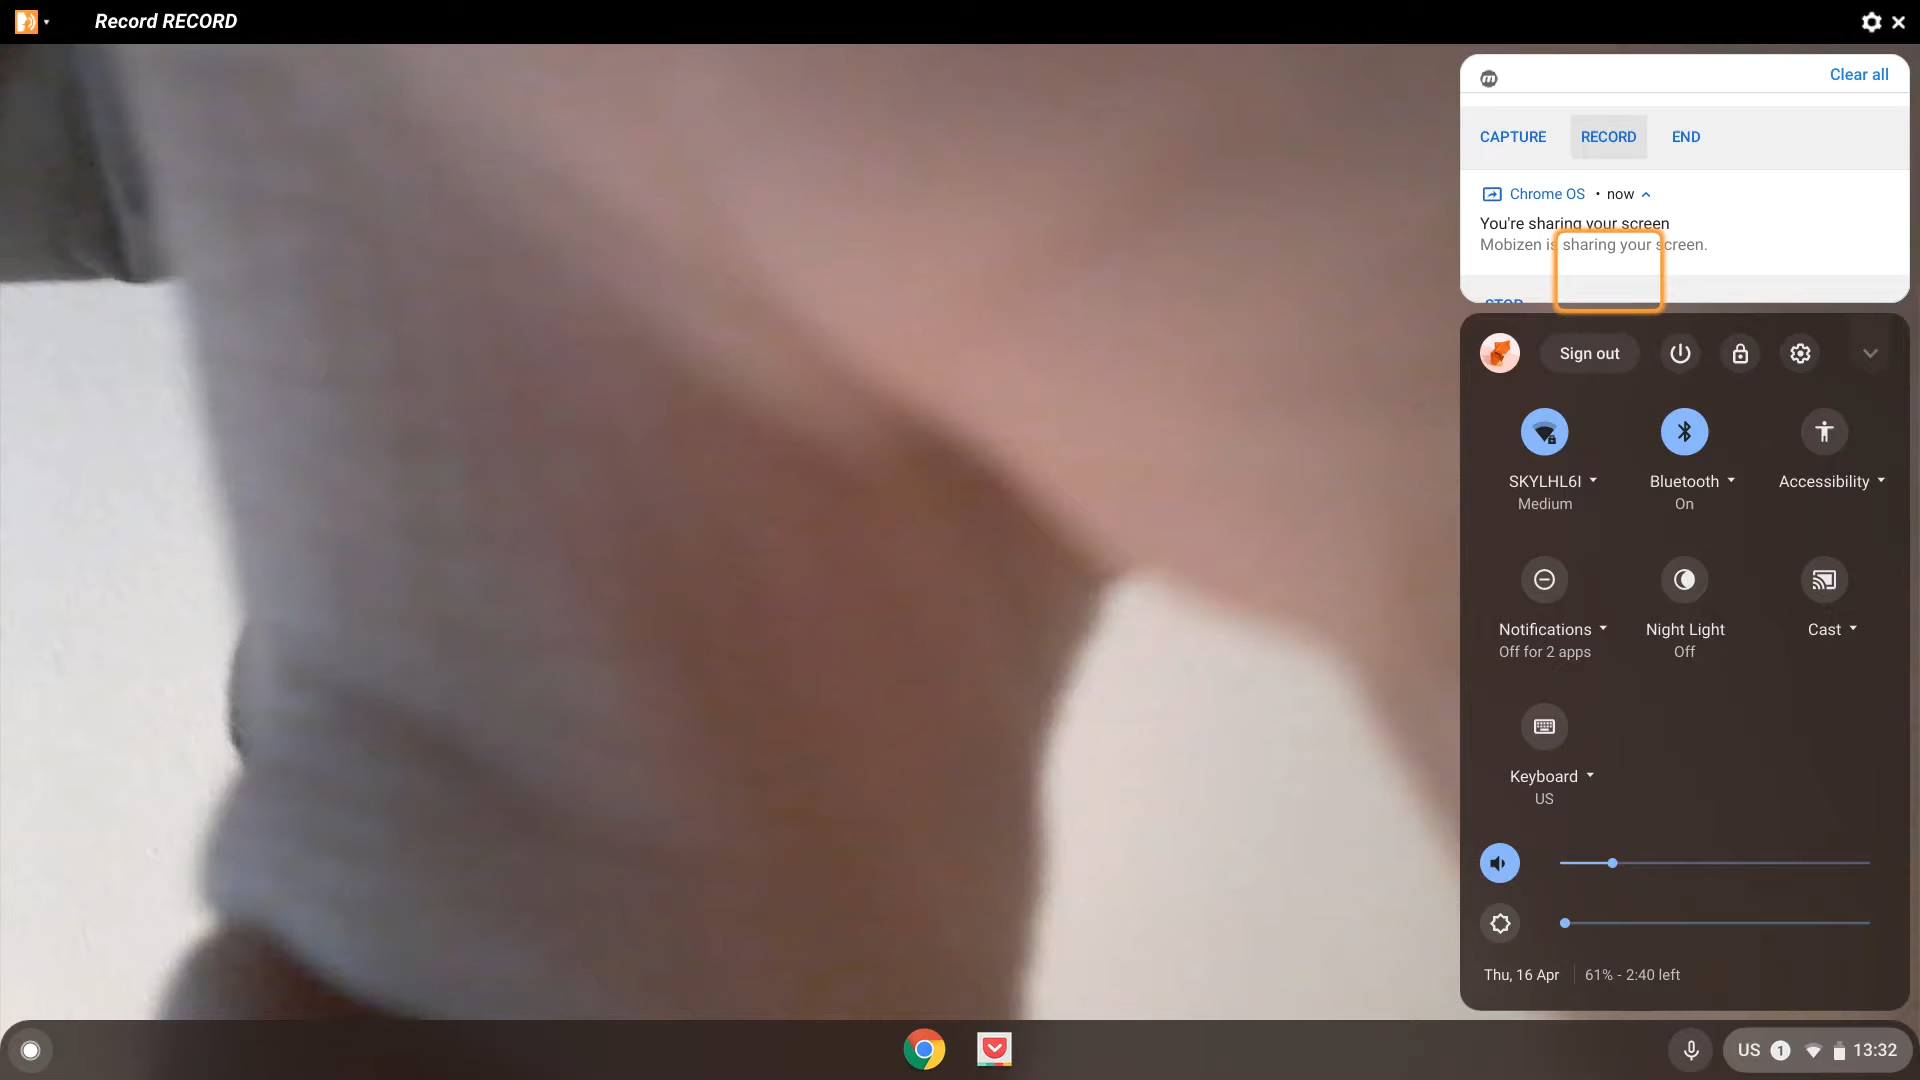 Record RECORD
Clear all
CAPTURE RECORD END
Chrome OS • now
You're sharing your screen
Mobizen is sharing your screen.
STOP
Sign out
SKYLHL6I
Medium
Bluetooth
On
Accessibility
Notifications
Off for 2 apps
Night Light
Off
Cast
Keyboard
US
Thu, 16 Apr
61% - 2:40 left
US 1 13:32